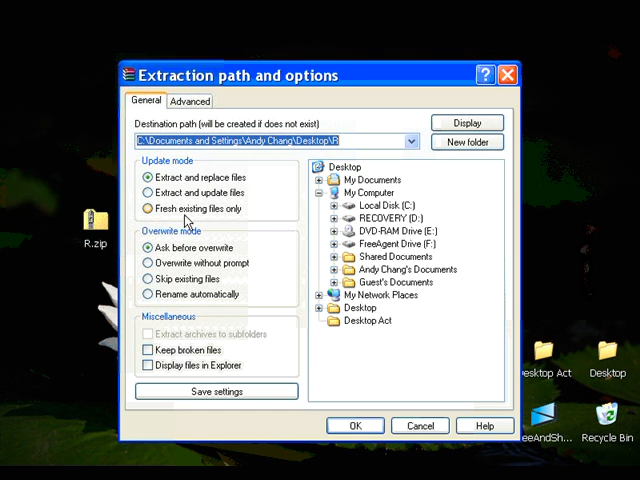 Extraction path and options
General
Advanced
Destination path (will be created if does not exist)
C:\Documents and Settings\Andy Chang\Desktop\R
Display
New folder
Update mode
Extract and replace files
Extract and update files
Fresh existing files only
Overwrite mode
Ask before overwrite
Overwrite without prompt
Skip existing files
Rename automatically
Miscellaneous
Extract archives to subfolders
Keep broken files
Display files in Explorer
Save settings
Desktop
My Documents
My Computer
Local Disk (C:)
RECOVERY (D:)
DVD-RAM Drive (E:)
FreeAgent Drive (F:)
Shared Documents
Andy Chang's Documents
Guest's Documents
My Network Places
Desktop
Desktop Act
OK
Cancel
Help
R.zip
esktop Act
Desktop
eeAndSh...
Recycle Bin